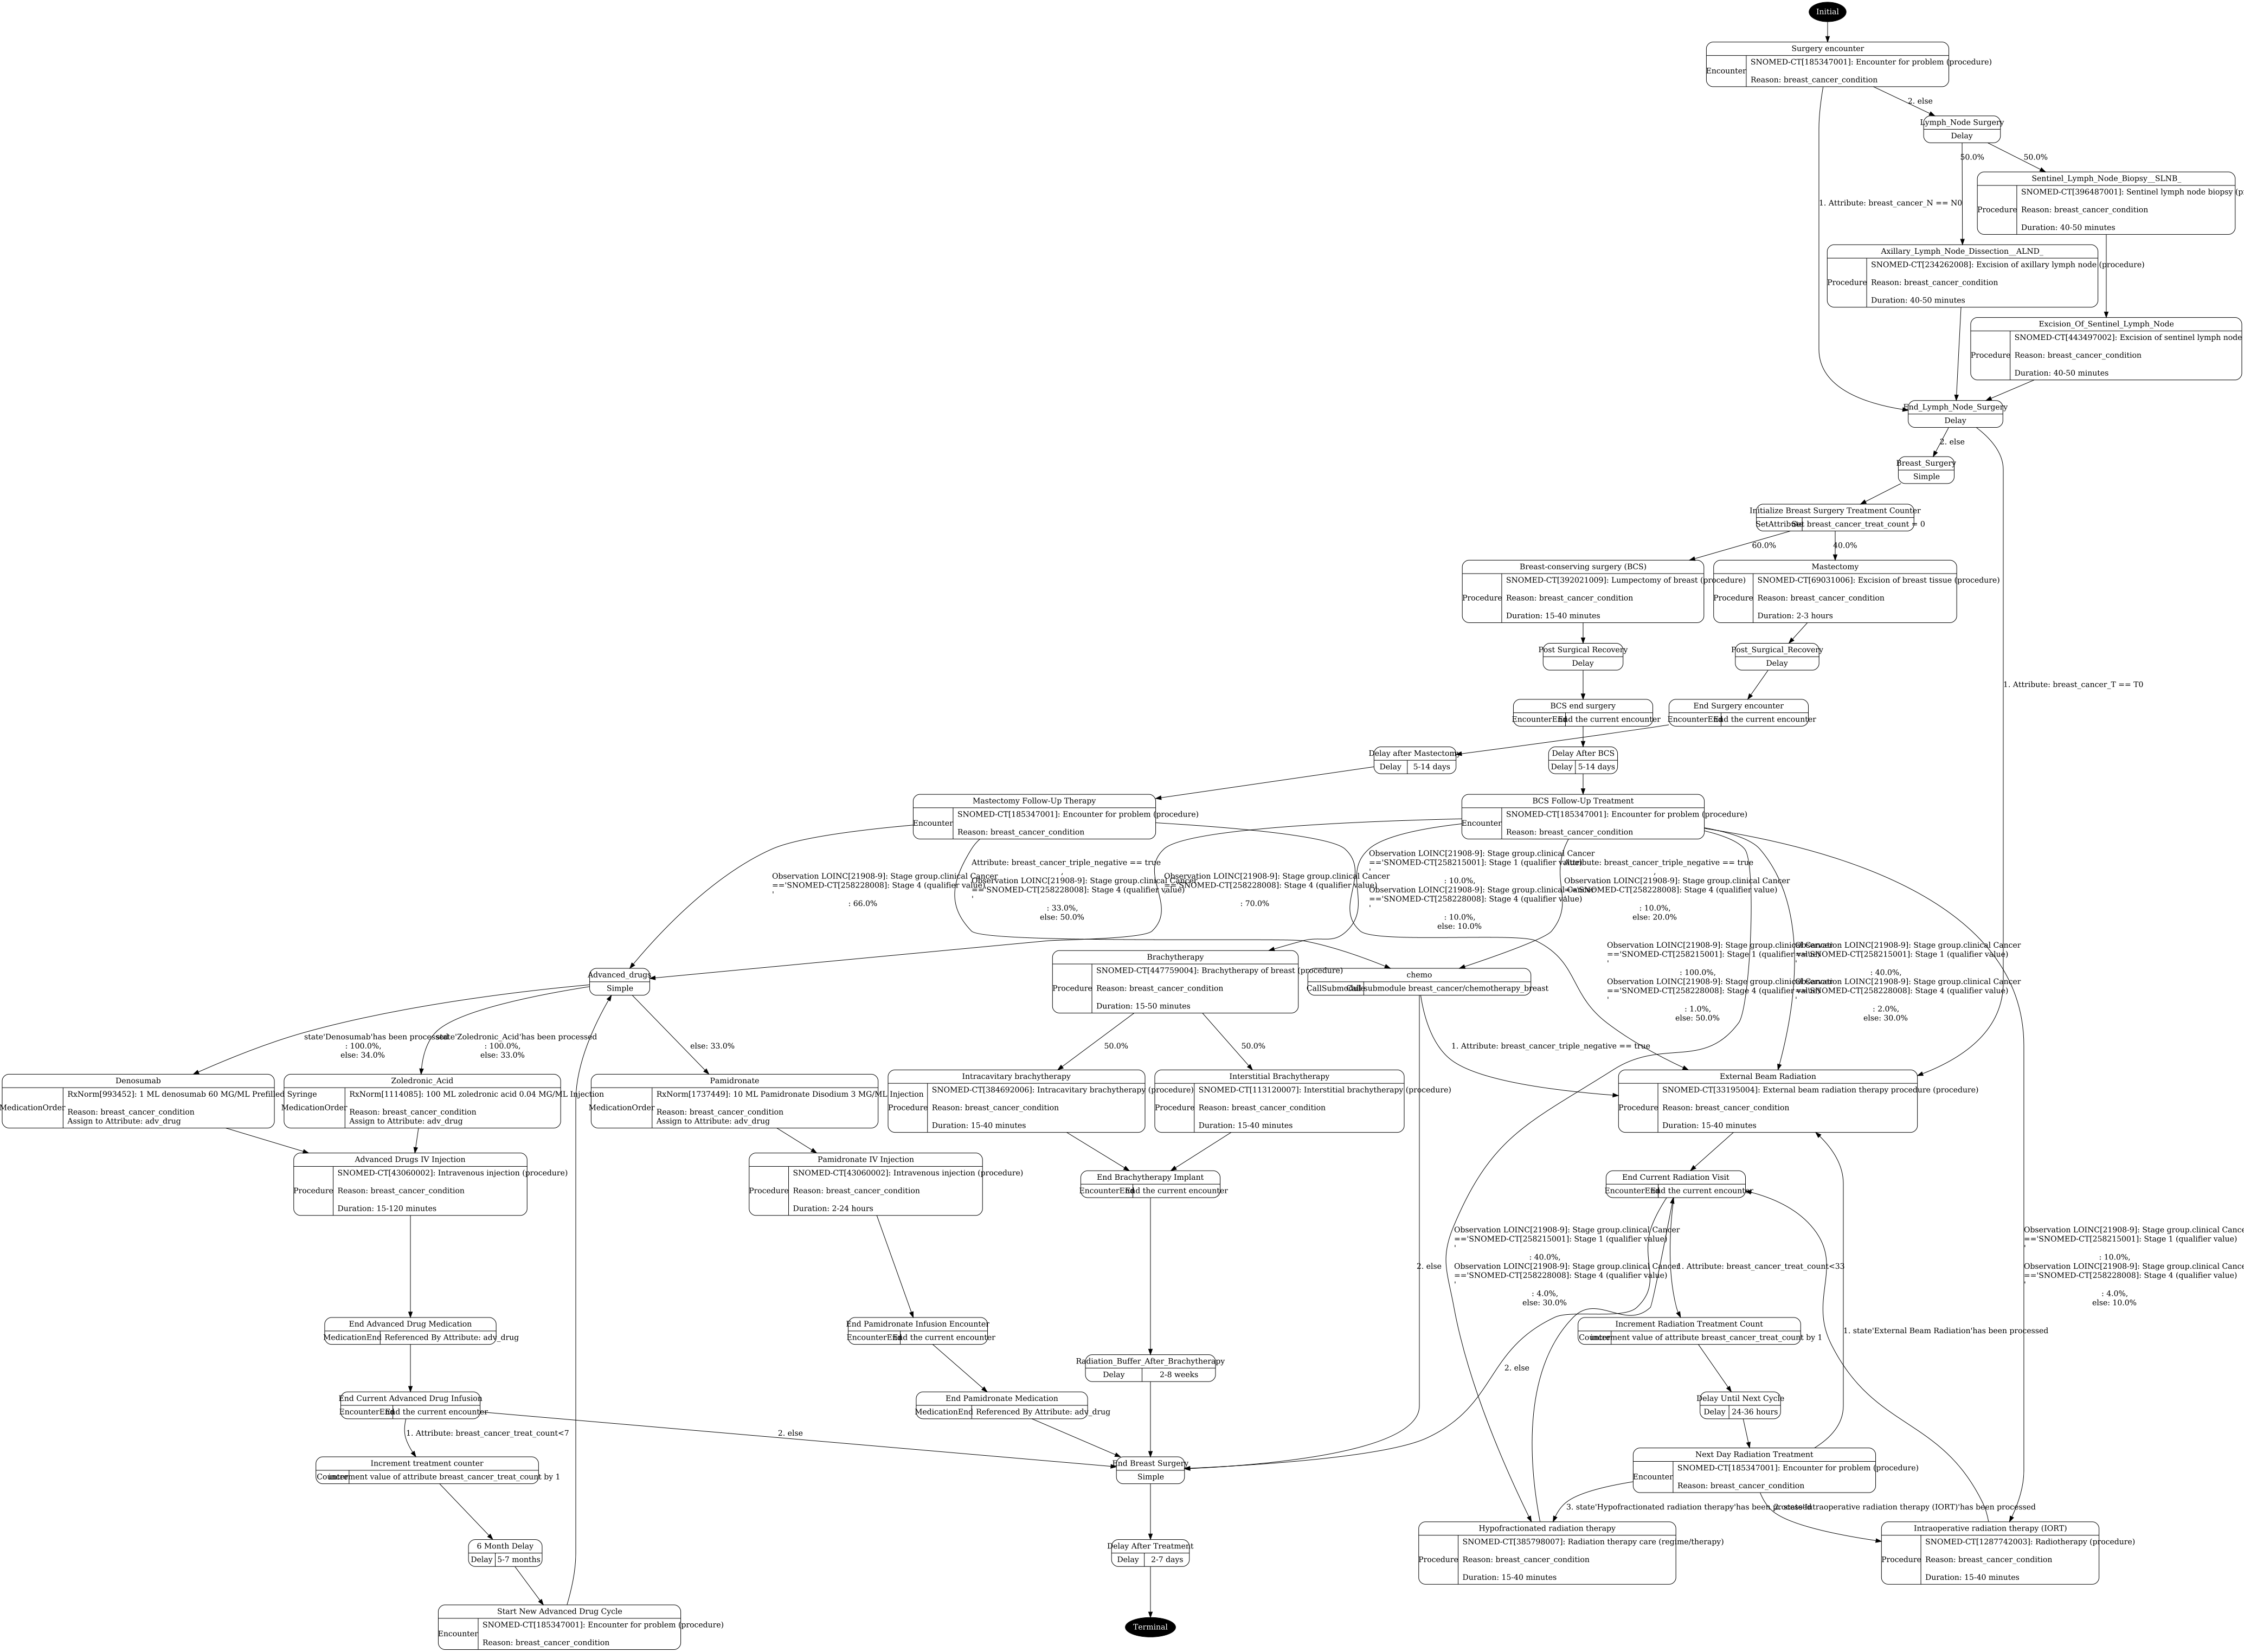 Initial
Surgery encounter
Encounter
SNOMED-CT[185347001]: Encounter for problem (procedure)
Reason: breast_cancer_condition
2. else
Lymph_Node Surgery
Delay
50.0%
50.0%
1. Attribute: breast_cancer_N == N0
Sentinel_Lymph_Node_Biopsy__SLNB_
Procedure
SNOMED-CT[396487001]: Sentinel lymph node biopsy (p
Reason: breast_cancer_condition
Duration: 40-50 minutes
Axillary_Lymph_Node_Dissection__ALND_
Procedure
SNOMED-CT[234262008]: Excision of axillary lymph node (procedure)
Reason: breast_cancer_condition
Duration: 40-50 minutes
Excision_Of_Sentinel_Lymph_Node
Procedure
SNOMED-CT[443497002]: Excision of sentinel lymph node
Reason: breast_cancer_condition
Duration: 40-50 minutes
End_Lymph_Node_Surgery
Delay
2. else
Breast_Surgery
Simple
Initialize Breast Surgery Treatment Counter
SetAttribute
Set breast_cancer_treat_count = 0
60.0%
40.0%
Breast-conserving surgery (BCS)
Procedure
SNOMED-CT[392021009]: Lumpectomy of breast (procedure)
Reason: breast_cancer_condition
Duration: 15-40 minutes
Mastectomy
Procedure
SNOMED-CT[69031006]: Excision of breast tissue (procedure)
Reason: breast_cancer_condition
Duration: 2-3 hours
Post Surgical Recovery
Delay
Post_Surgical_Recovery
Delay
1. Attribute: breast_cancer_T == T0
BCS end surgery
EncounterEnd
End the current encounter
End Surgery encounter
EncounterEnd
End the current encounter
Delay after Mastectomy
Delay
5-14 days
Delay After BCS
Delay
5-14 days
Mastectomy Follow-Up Therapy
Encounter
SNOMED-CT[185347001]: Encounter for problem (procedure)
Reason: breast_cancer_condition
BCS Follow-Up Treatment
Encounter
SNOMED-CT[185347001]: Encounter for problem (procedure)
Reason: breast_cancer_condition
Observation LOINC[21908-9]: Stage group.clinical Cancer
=='SNOMED-CT[258228008]: Stage 4 (qualifier value)
'
: 66.0%
Attribute: breast_cancer_triple_negative == true
,
Observation LOINC[21908-9]: Stage group.clinical Cancer
=='SNOMED-CT[258228008]: Stage 4 (qualifier value)
'
: 33.0%,
else: 50.0%
Observation LOINC[21908-9]: Stage group.clinical Cancer
=='SNOMED-CT[258228008]: Stage 4 (qualifier value)
: 70.0%
Observation LOINC[21908-9]: Stage group.clinical Cancer
=='SNOMED-CT[258215001]: Stage 1 (qualifier value)
'
: 10.0%,
Observation LOINC[21908-9]: Stage group.clinical Cancer
=='SNOMED-CT[258228008]: Stage 4 (qualifier value)
'
: 10.0%,
else: 10.0%
Attribute: breast_cancer_triple_negative == true
,
Observation LOINC[21908-9]: Stage group.clinical Cancer
=='SNOMED-CT[258228008]: Stage 4 (qualifier value)
: 10.0%,
else: 20.0%
Observation LOINC[21908-9]: Stage group.clinical Cancer
=='SNOMED-CT[258215001]: Stage 1 (qualifier value)
'
: 100.0%,
Observation LOINC[21908-9]: Stage group.clinical Cancer
=='SNOMED-CT[258228008]: Stage 4 (qualifier value)
'
: 1.0%,
else: 50.0%
Observation LOINC[21908-9]: Stage group.clinical Cancer
=='SNOMED-CT[258215001]: Stage 1 (qualifier value)
'
: 40.0%,
Observation LOINC[21908-9]: Stage group.clinical Cancer
=='SNOMED-CT[258228008]: Stage 4 (qualifier value)
'
: 2.0%,
else: 30.0%
Advanced_drugs
Simple
Brachytherapy
Procedure
SNOMED-CT[447759004]: Brachytherapy of breast (procedure)
Reason: breast_cancer_condition
Duration: 15-50 minutes
chemo
CallSubmodule
Call submodule breast_cancer/chemotherapy_breast
state'Denosumab'has been processed
: 100.0%,
else: 34.0%
state'Zoledronic_Acid'has been processed
: 100.0%,
else: 33.0%
else: 33.0%
50.0%
50.0%
1. Attribute: breast_cancer_triple_negative == true
Denosumab
MedicationOrder
RxNorm[993452]: 1 ML denosumab 60 MG/ML Prefilled Syringe
Reason: breast_cancer_condition
Assign to Attribute: adv_drug
Zoledronic_Acid
MedicationOrder
RxNorm[1114085]: 100 ML zoledronic acid 0.04 MG/ML Injection
Reason: breast_cancer_condition
Assign to Attribute: adv_drug
Pamidronate
MedicationOrder
RxNorm[1737449]: 10 ML Pamidronate Disodium 3 MG/ML Injection
Reason: breast_cancer_condition
Assign to Attribute: adv_drug
Intracavitary brachytherapy
Procedure
SNOMED-CT[384692006]: Intracavitary brachytherapy (procedure)
Reason: breast_cancer_condition
Duration: 15-40 minutes
Interstitial Brachytherapy
Procedure
SNOMED-CT[113120007]: Interstitial brachytherapy (procedure)
Reason: breast_cancer_condition
Duration: 15-40 minutes
External Beam Radiation
Procedure
SNOMED-CT[33195004]: External beam radiation therapy procedure (procedure)
Reason: breast_cancer_condition
Duration: 15-40 minutes
Advanced Drugs IV Injection
Procedure
SNOMED-CT[43060002]: Intravenous injection (procedure)
Reason: breast_cancer_condition
Duration: 15-120 minutes
Pamidronate IV Injection
Procedure
SNOMED-CT[43060002]: Intravenous injection (procedure)
Reason: breast_cancer_condition
Duration: 2-24 hours
End Brachytherapy Implant
EncounterEnd
End the current encounter
End Current Radiation Visit
EncounterEnd
End the current encounter
2. else
Observation LOINC[21908-9]: Stage group.clinical Cancer
=='SNOMED-CT[258215001]: Stage 1 (qualifier value)
'
: 40.0%,
Observation LOINC[21908-9]: Stage group.clinical Cancer
=='SNOMED-CT[258228008]: Stage 4 (qualifier value)
'
: 4.0%,
else: 30.0%
1. Attribute: breast_cancer_treat_count<33
Observation LOINC[21908-9]: Stage group.clinical Cance
=='SNOMED-CT[258215001]: Stage 1 (qualifier value)
'
: 10.0%,
Observation LOINC[21908-9]: Stage group.clinical Cance
=='SNOMED-CT[258228008]: Stage 4 (qualifier value)
'
: 4.0%,
else: 10.0%
End Advanced Drug Medication
MedicationEnd
Referenced By Attribute: adv_drug
End Pamidronate Infusion Encounter
EncounterEnd
End the current encounter
Increment Radiation Treatment Count
Counter
increment value of attribute breast_cancer_treat_count by 1
1. state'External Beam Radiation'has been processed
Radiation_Buffer_After_Brachytherapy
Delay
2-8 weeks
2. else
End Current Advanced Drug Infusion
EncounterEnd
End the current encounter
End Pamidronate Medication
MedicationEnd
Referenced By Attribute: adv_drug
Delay Until Next Cycle
Delay
24-36 hours
1. Attribute: breast_cancer_treat_count<7
2. else
Increment treatment counter
Counter
increment value of attribute breast_cancer_treat_count by 1
End Breast Surgery
Simple
Next Day Radiation Treatment
Encounter
SNOMED-CT[185347001]: Encounter for problem (procedure)
Reason: breast_cancer_condition
3. state'Hypofractionated radiation therapy'has been processed
2. state'Intraoperative radiation therapy (IORT)'has been processed
6 Month Delay
Delay
5-7 months
Delay After Treatment
Delay
2-7 days
Hypofractionated radiation therapy
Procedure
SNOMED-CT[385798007]: Radiation therapy care (regime/therapy)
Reason: breast_cancer_condition
Duration: 15-40 minutes
Intraoperative radiation therapy (IORT)
Procedure
SNOMED-CT[1287742003]: Radiotherapy (procedure)
Reason: breast_cancer_condition
Duration: 15-40 minutes
Start New Advanced Drug Cycle
Encounter
SNOMED-CT[185347001]: Encounter for problem (procedure)
Reason: breast_cancer_condition
Terminal